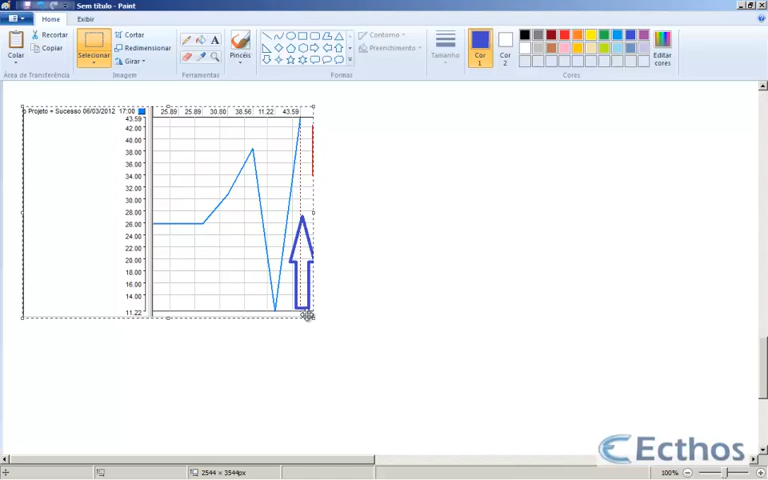 Sem título - Paint
Home Exibir
Colar
Recortar
Copiar
Área de Transferência
Selecionar
Cortar
Redimensionar
Girar
Imagem
A
Ferramentas
Pincéis
Formas
Contorno
Preenchimento
Tamanho
Cor 1
Cor 2
Cores
Editar cores
o Projeto = Sucesso 06/03/2012 17:00 25.89 25.89 30.80 38.56 11.22 43.59
43.59
42.00
40.00
38.00
36.00
34.00
32.00
30.00
28.00
26.00
24.00
22.00
20.00
18.00
16.00
14.00
11.22
Ecthos
2544 × 3544px
100%